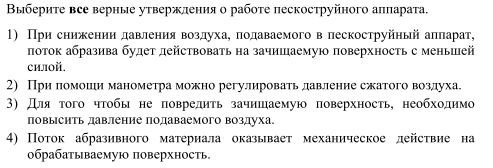 Выберите все верные утверждения о работе пескоструйного аппарата.
1) При снижении давления воздуха, подаваемого в пескоструйный аппарат,
поток абразива будет действовать на зачищаемую поверхность с меньшей
силой.
2) При помощи манометра можно регулировать давление сжатого воздуха.
3) Для того чтобы не повредить зачищаемую поверхность, необходимо
повысить давление подаваемого воздуха.
4) Поток абразивного материала оказывает механическое действие на
обрабатываемую поверхность.